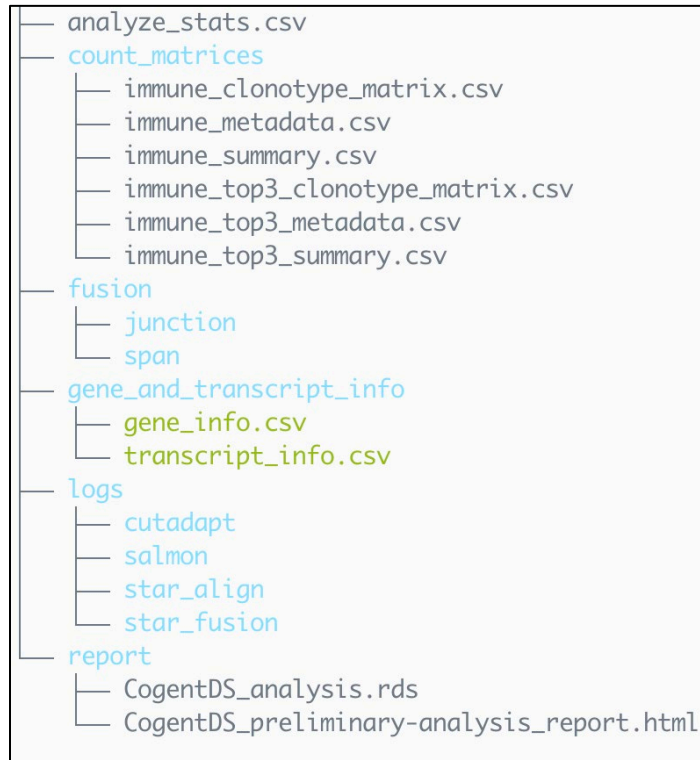 analyze_stats.csv
count_matrices
immune_clonotype_matrix.csv
immune_metadata.csv
immune_summary.csv
immune_top3_clonotype_matrix.csv
immune_top3_metadata.csv
immune_top3_summary.csv
fusion
junction
span
gene_and_transcript_info
gene_info.csv
transcript_info.csv
logs
cutadapt
salmon
star_align
star_fusion
report
CogentDS_analysis.rds
CogentDS_preliminary-analysis_report.html